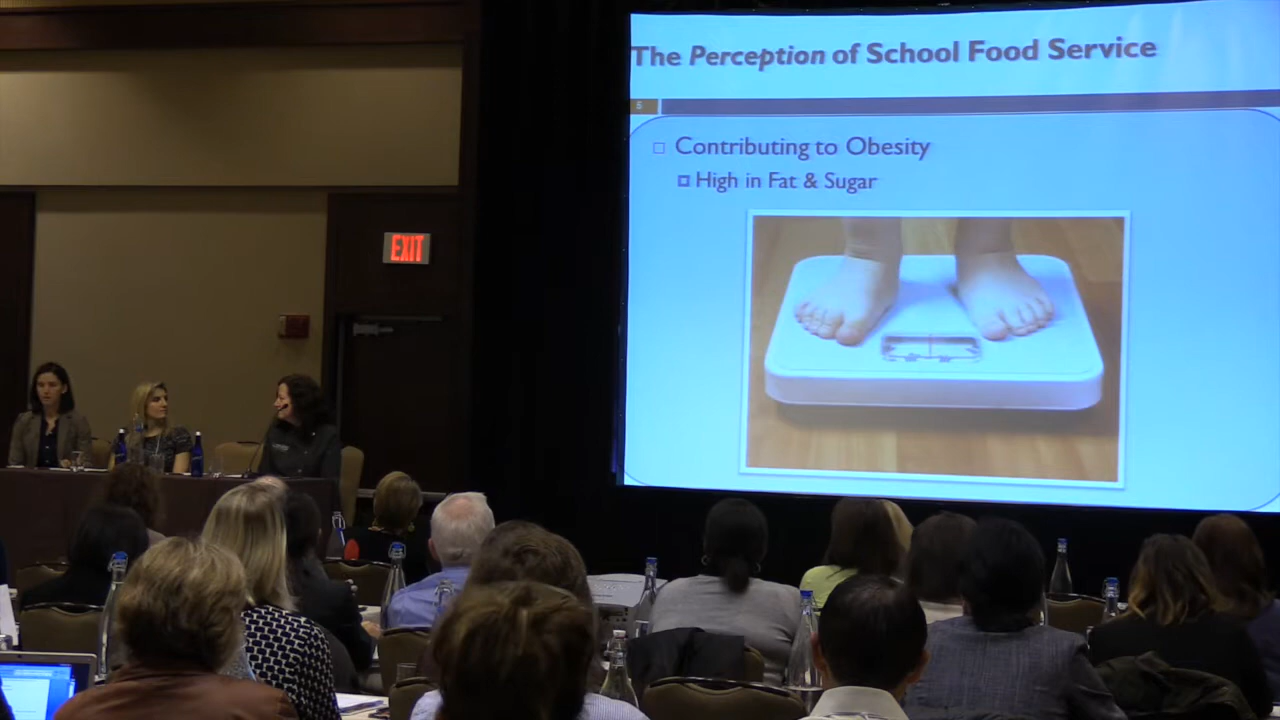 The Perception of School Food Service
Contributing to Obesity
High in Fat & Sugar
EXIT